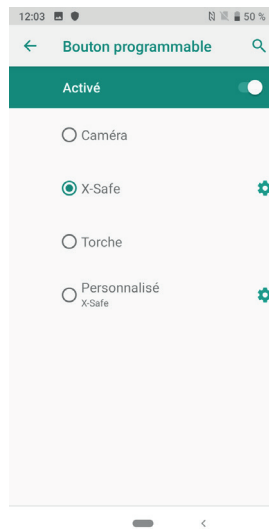 12:03 50 %
Bouton programmable
Activé
Caméra
X-Safe
Torche
Personnalisé
X-Safe